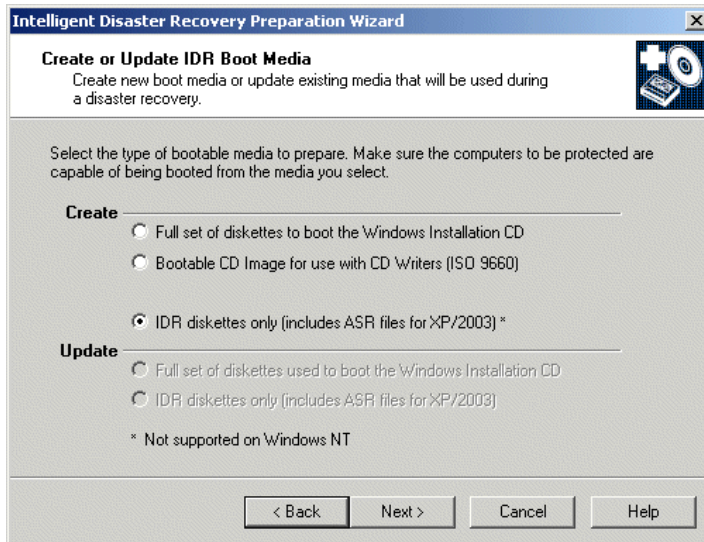 Intelligent Disaster Recovery Preparation Wizard
Create or Update IDR Boot Media
Create new boot media or update existing media that will be used during
a disaster recovery.
Select the type of bootable media to prepare. Make sure the computers to be protected are
capable of being booted from the media you select.
Create
Full set of diskettes to boot the Windows Installation CD
Bootable CD Image for use with CD Writers (ISO 9660)
IDR diskettes only (includes ASR files for XP/2003) *
Update
Full set of diskettes used to boot the Windows Installation CD
IDR diskettes only (includes ASR files for XP/2003)
* Not supported on Windows NT
< Back Next > Cancel Help